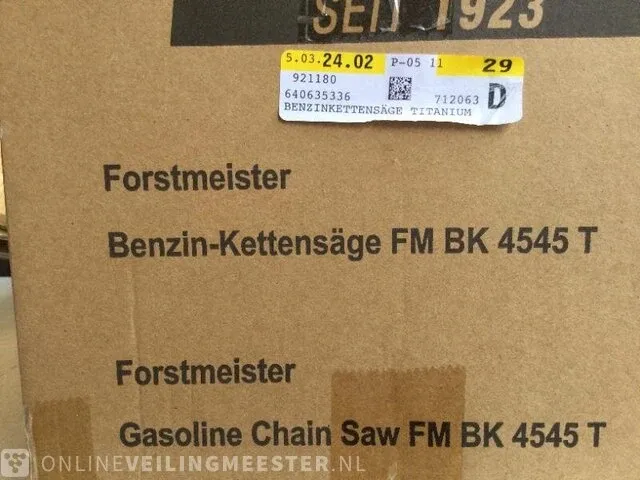 SEIT 1923
5.03.24.02 P-05 11 29
921180
640635336 712063 D
BENZINKETTENSÄGE TITANIUM
Forstmeister
Benzin-Kettensäge FM BK 4545 T
Forstmeister
Gasoline Chain Saw FM BK 4545 T
ONLINEVEILINGMEESTER.NL